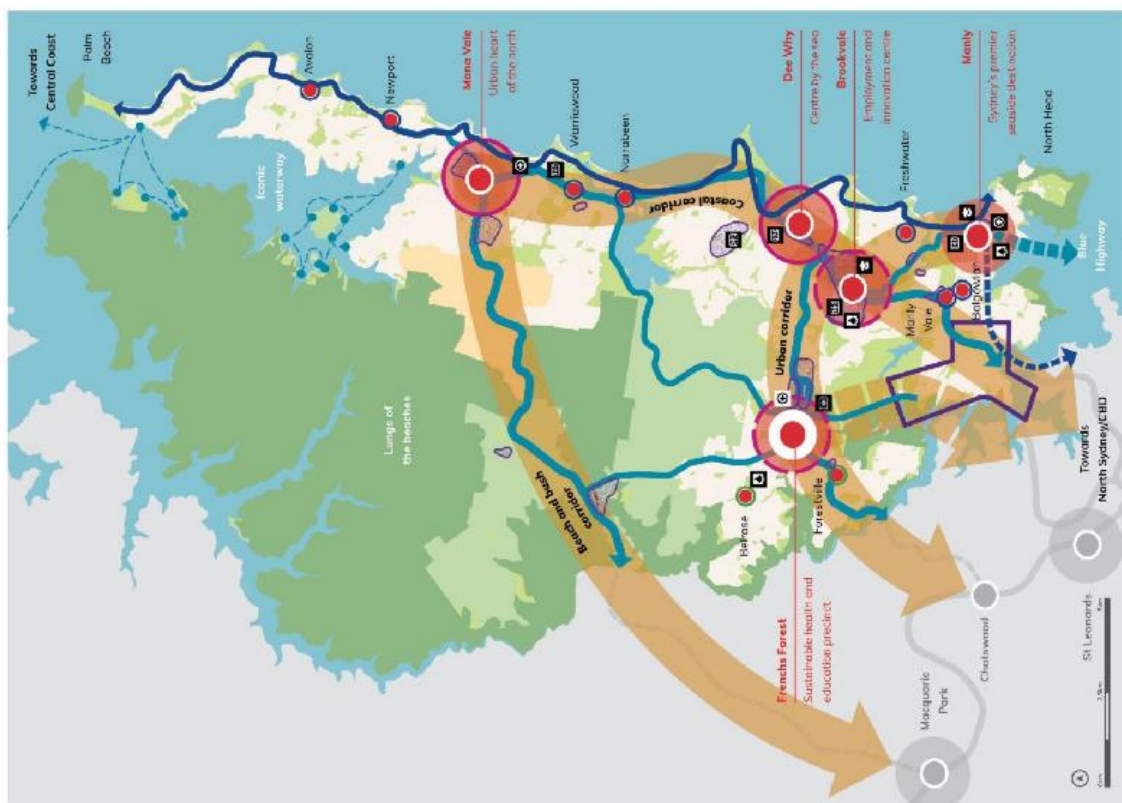 Towards
Central Coast
Palm
Beach
Avalon
Newport
Iconic
waterway
Mona Vale
Urban heart
of the north
Warriewood
Narrabeen
Coastal corridor
Dee Why
Centre by the sea
Brookvale
Employment and
innovation centre
Freshwater
Manly
Sydney's premier
seaside destination
North Head
Blue
Highway
Balgowlah
Manly
Vale
Urban corridor
Lungs of
the beaches
Beach and bush
corridor
Belrose
Forestville
Frenchs Forest
Sustainable health and
education precinct
Towards
North Sydney/CBD
St Leonards
Chatswood
Macquarie
Park